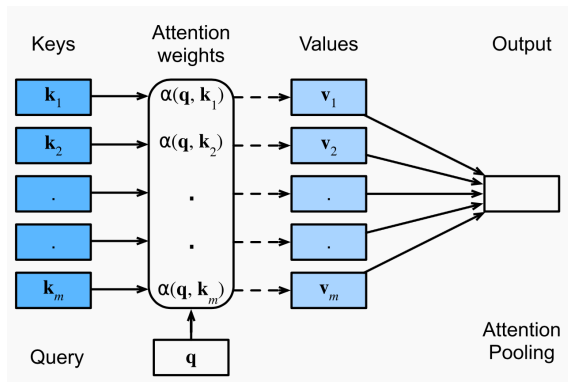 Keys
Attention
weights
Values
Output
k1 α(q, k1) v1
k2 α(q, k2) v2
. . .
. . .
km α(q, km) vm
Query
q
Attention
Pooling